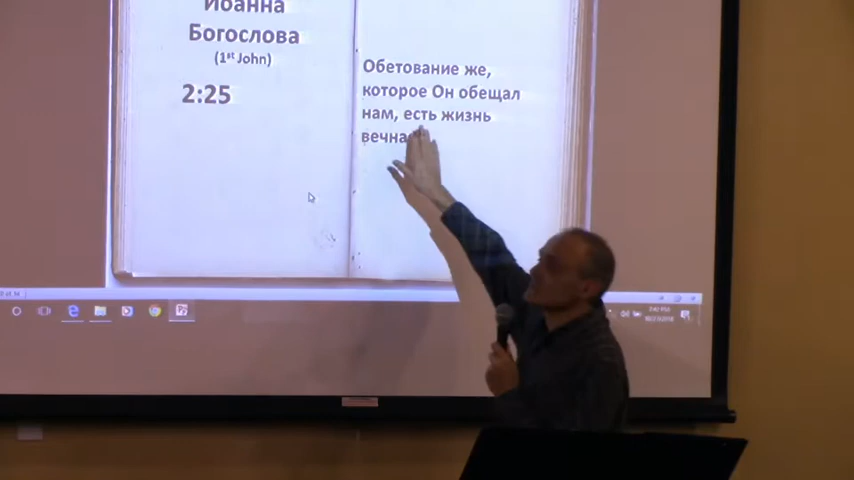 Иоанна
Богослова
(1st John)
2:25
Обетование же,
которое Он обещал
нам, есть жизнь